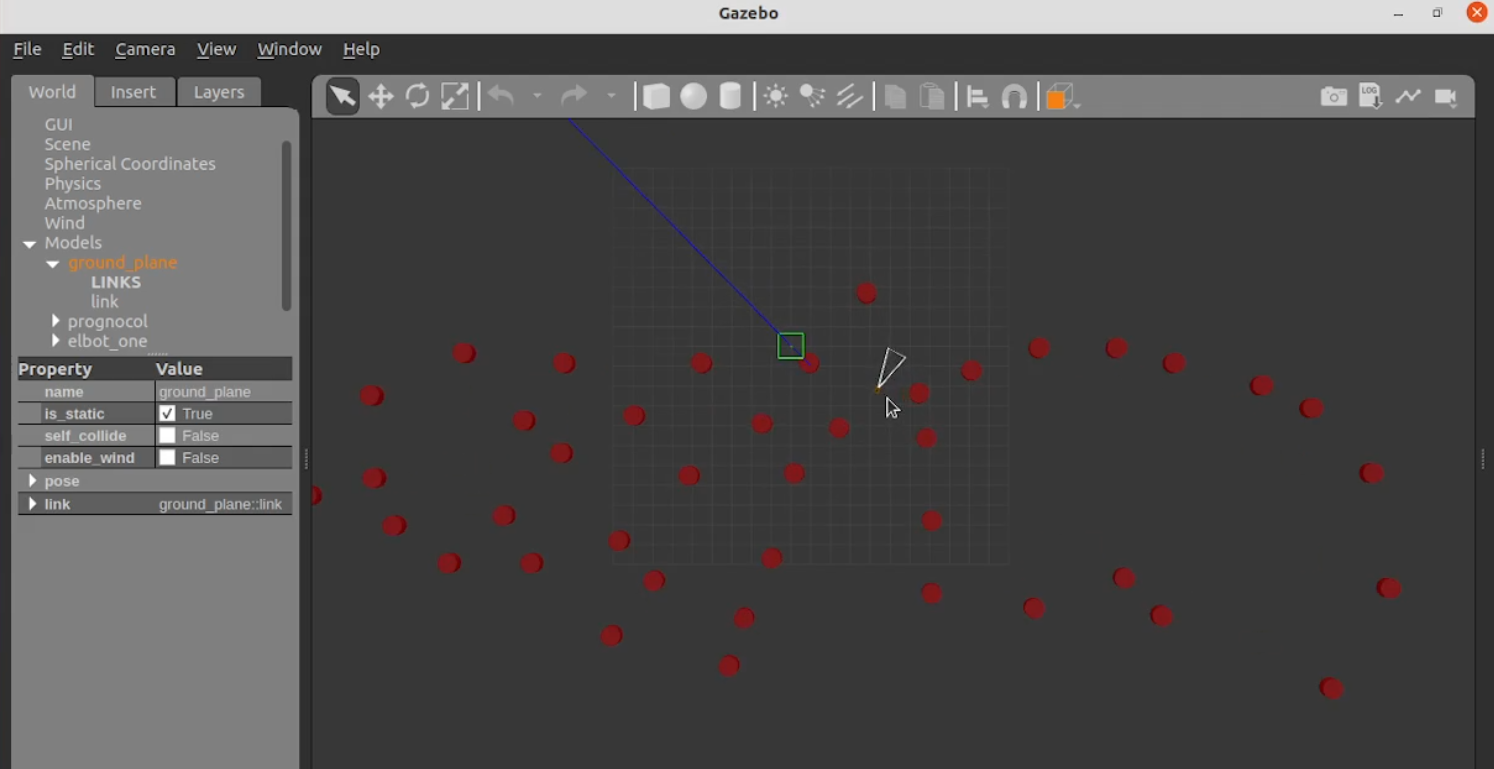 Gazebo
File Edit Camera View Window Help
World Insert Layers
LOG
GUI
Scene
Spherical Coordinates
Physics
Atmosphere
Wind
Models
ground_plane
LINKS
link
prognocol
elbot_one
Property Value
name ground_plane
is_static True
self_collide False
enable_wind False
pose
link ground_plane::link